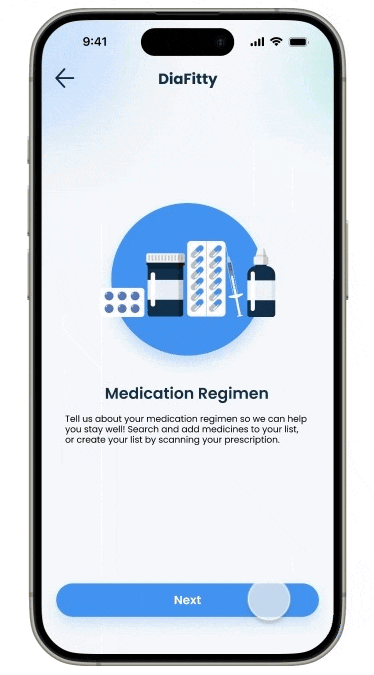 9:41
DiaFitty
Medication Regimen
Tell us about your medication regimen so we can help
you stay well! Search and add medicines to your list,
or create your list by scanning your prescription.
Next